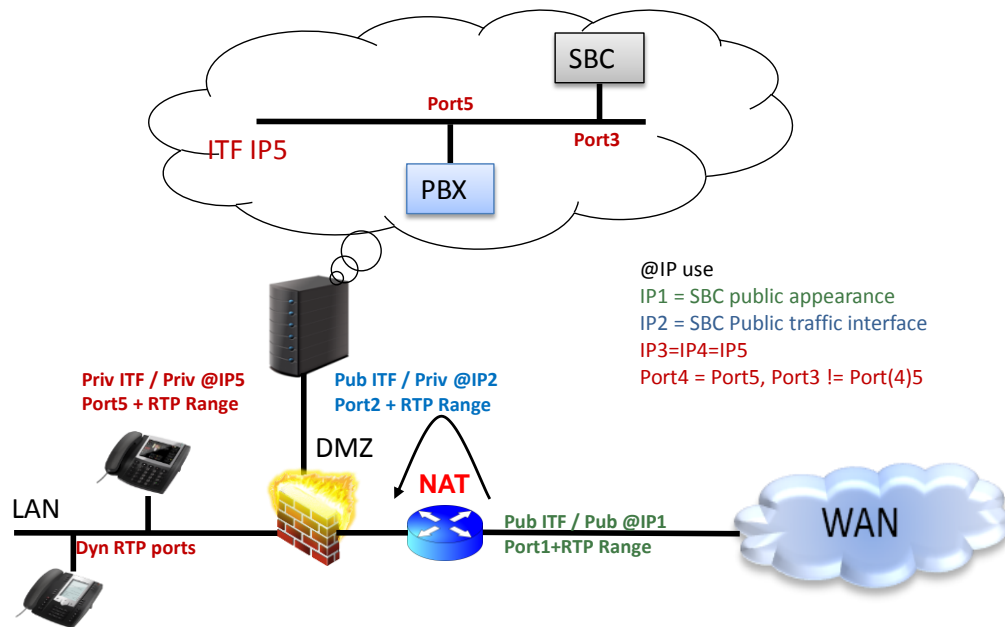 SBC
Port5
Port3
ITF IP5
PBX
@IP use
IP1 = SBC public appearance
IP2 = SBC Public traffic interface
IP3=IP4=IP5
Port4 = Port5, Port3 != Port(4)5
Priv ITF / Priv @IP5
Port5 + RTP Range
Pub ITF / Priv @IP2
Port2 + RTP Range
DMZ
NAT
LAN
Dyn RTP ports
Pub ITF / Pub @IP1
Port1+RTP Range
WAN